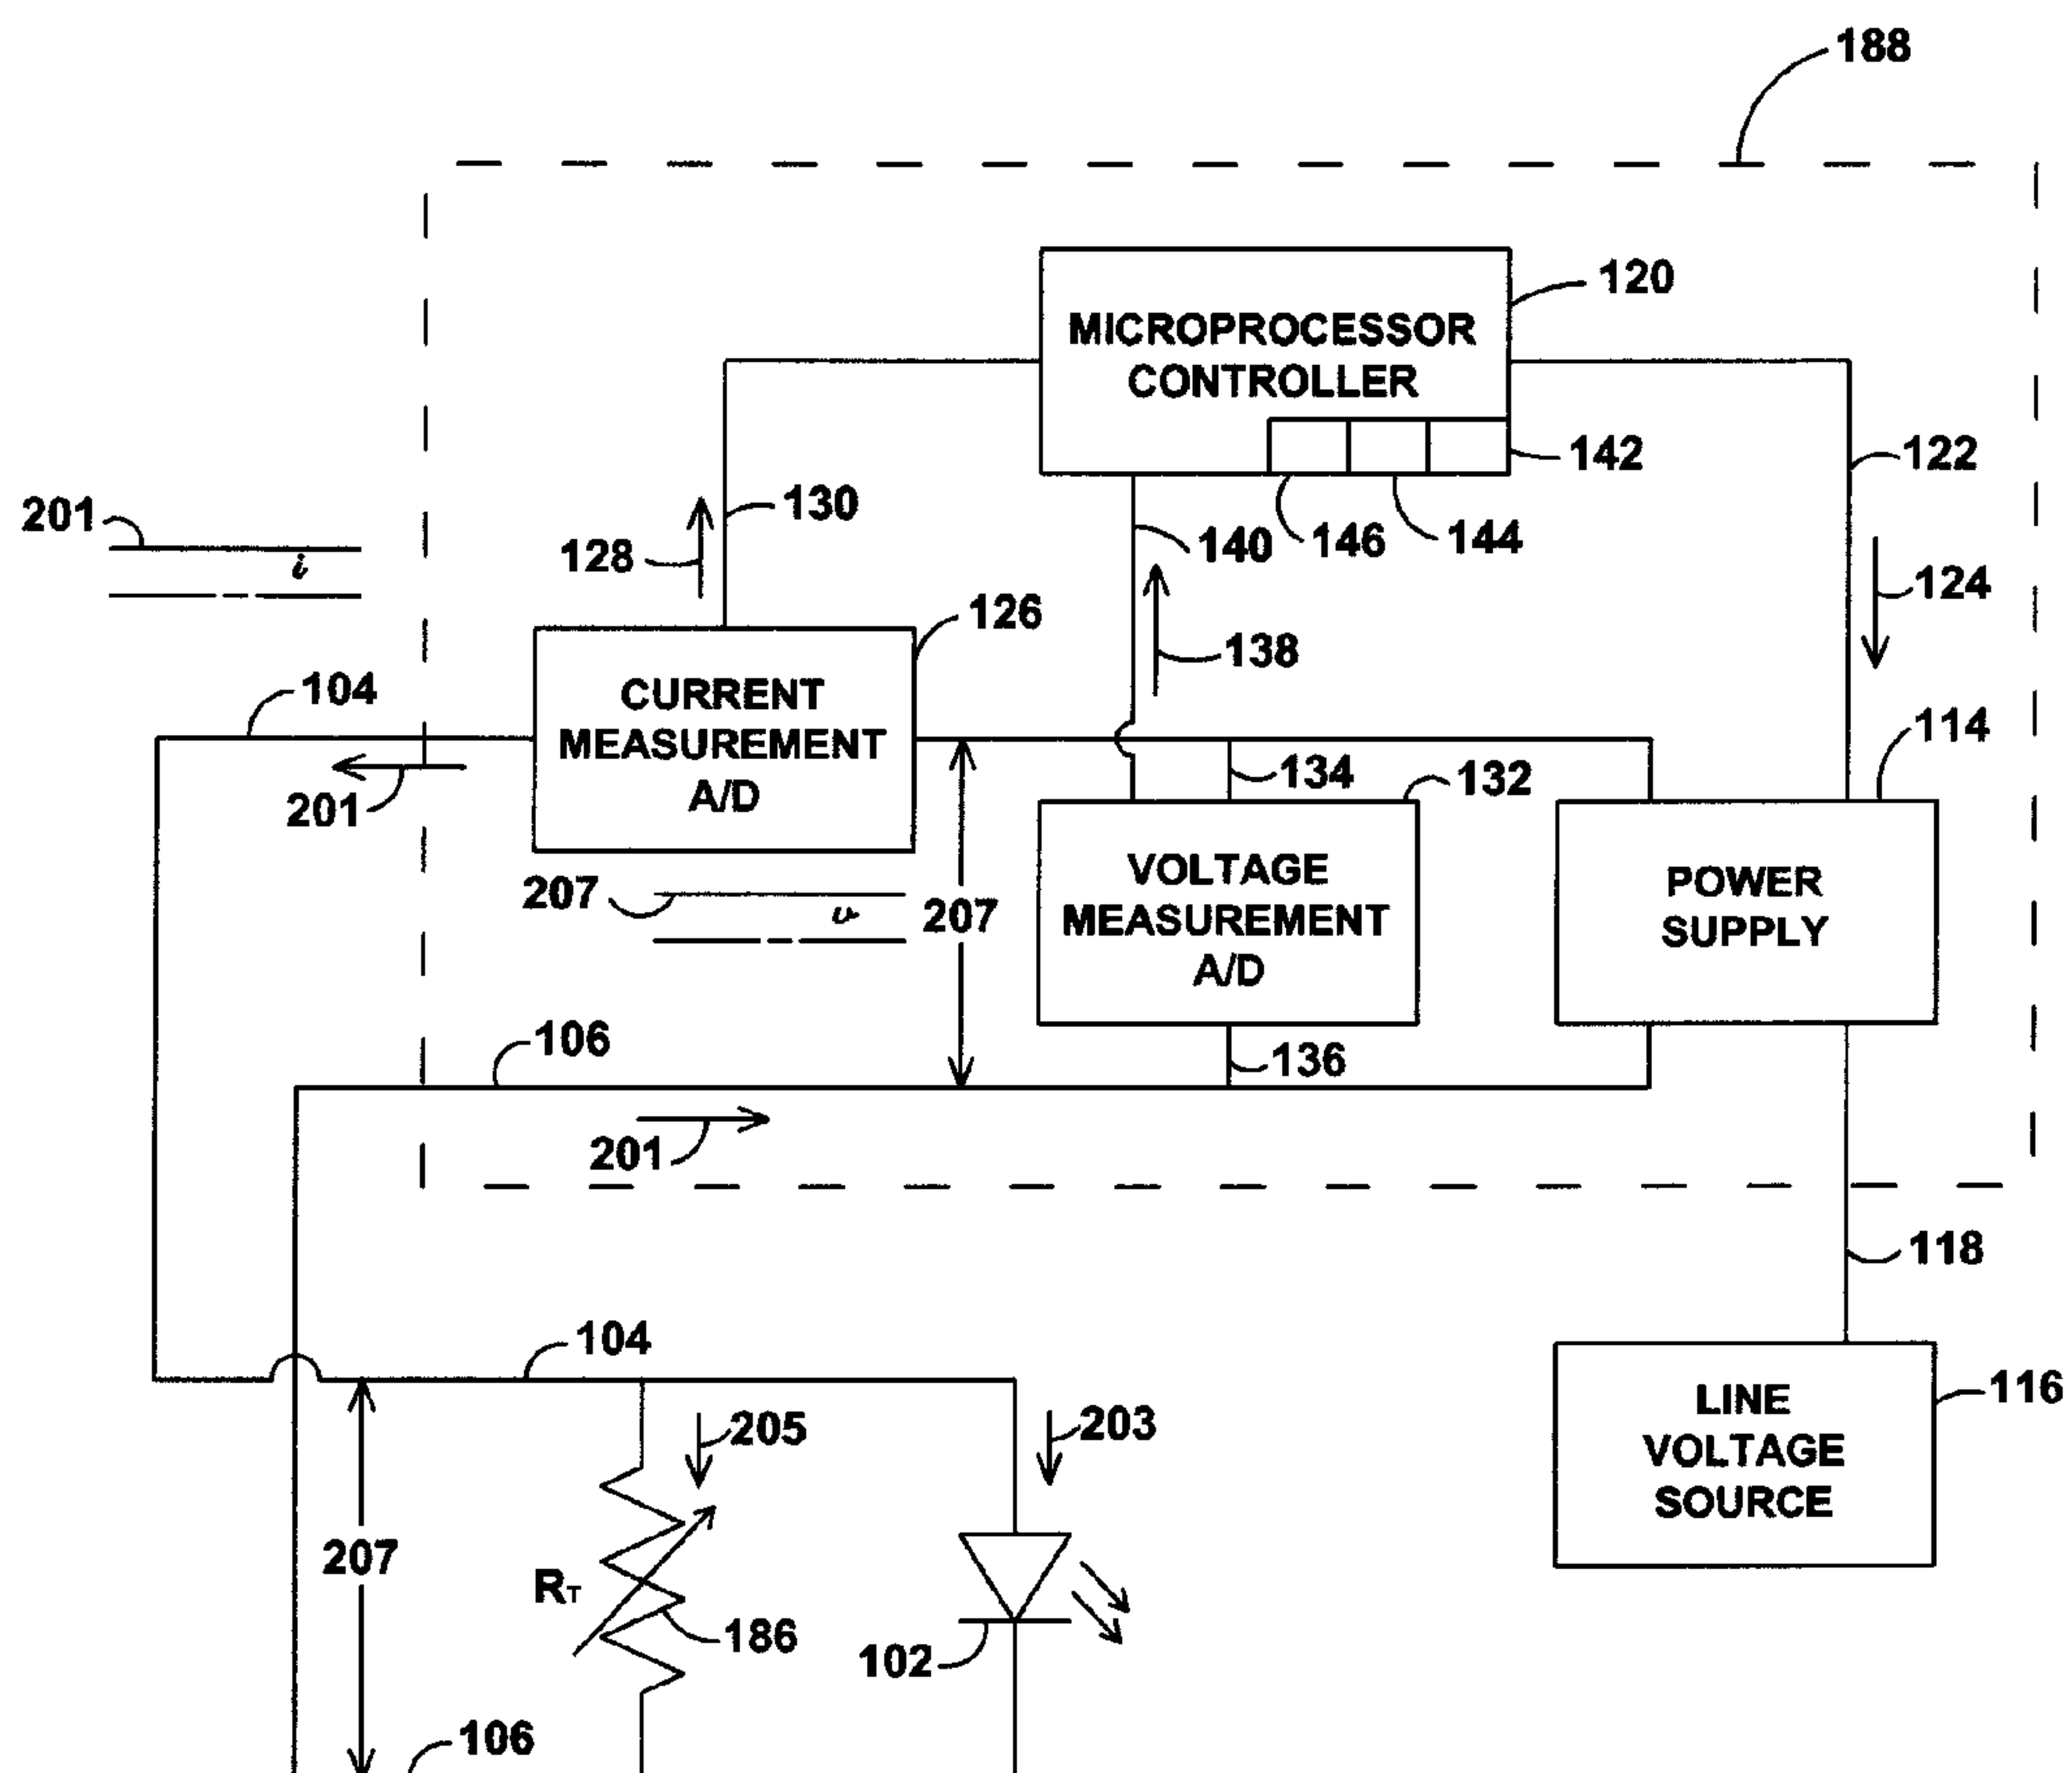 188
120
MICROPROCESSOR
CONTROLLER
142
122
201
i
130
128
140
146
144
124
126
138
104
CURRENT
MEASUREMENT
A/D
114
134
132
201
207
v
207
VOLTAGE
MEASUREMENT
A/D
POWER
SUPPLY
106
136
201
118
104
116
LINE
VOLTAGE
SOURCE
205
203
207
RT
186
102
106